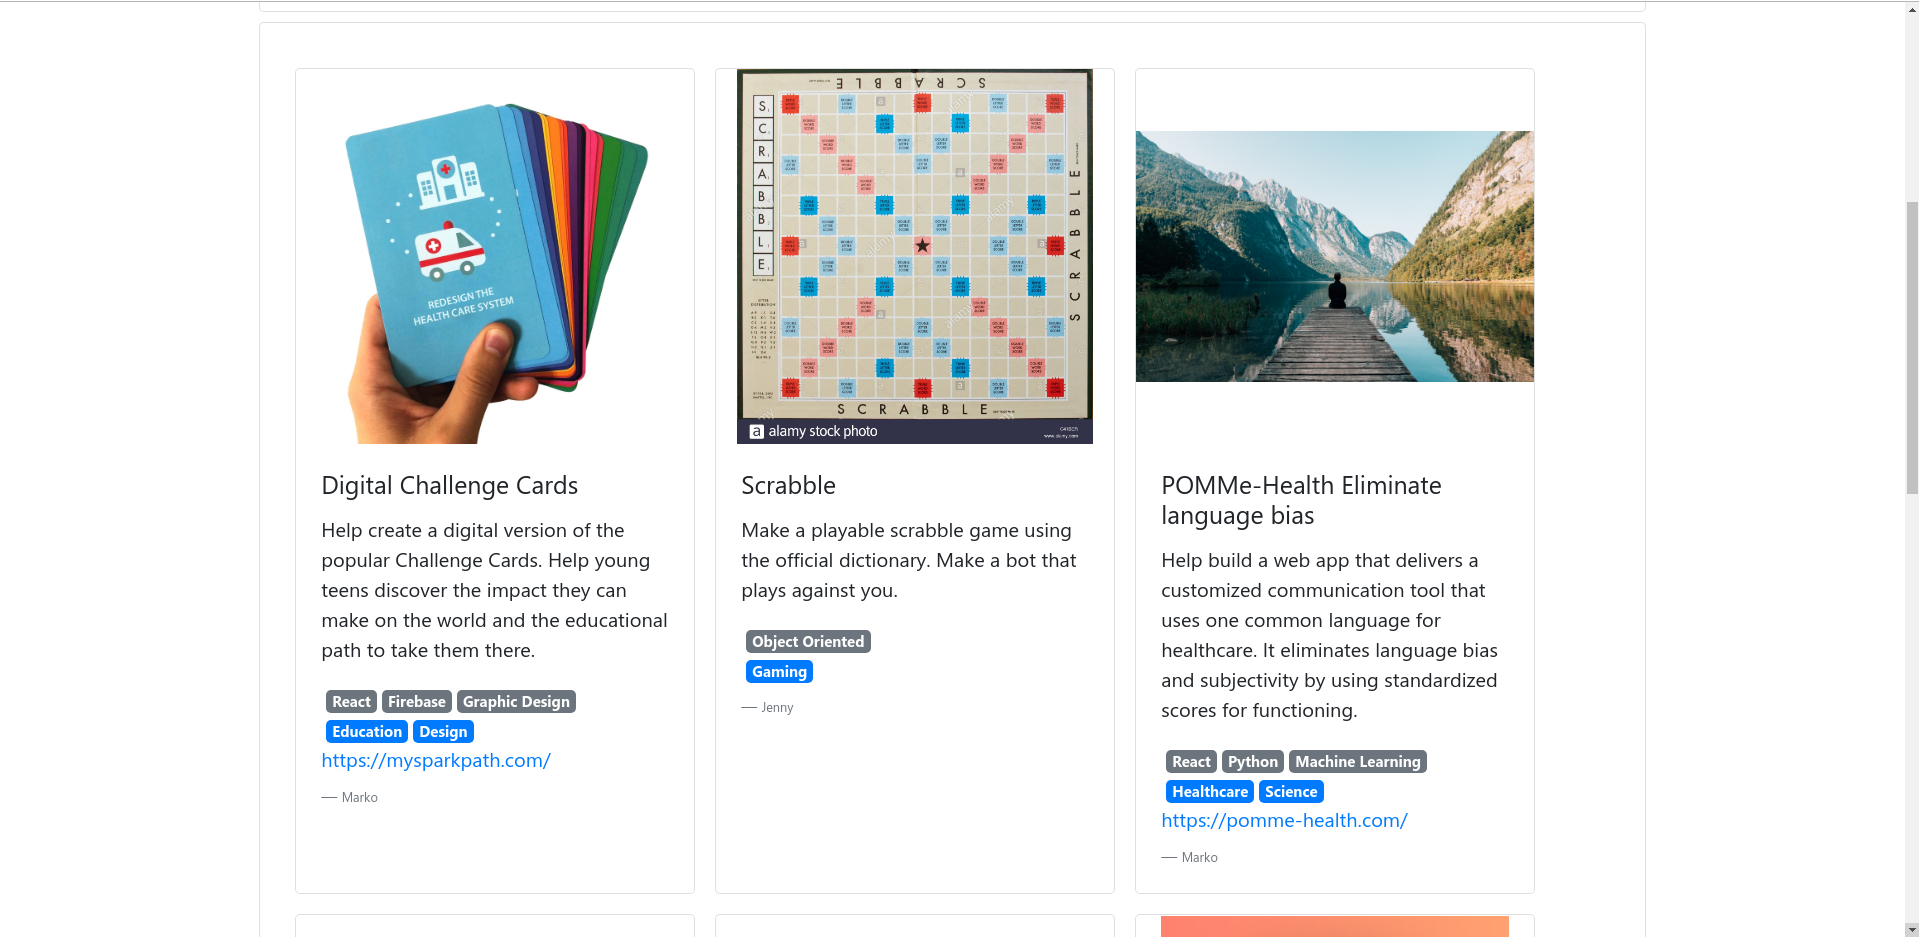 REDESIGN THE
HEALTH CARE SYSTEM
Digital Challenge Cards
Help create a digital version of the
popular Challenge Cards. Help young
teens discover the impact they can
make on the world and the educational
path to take them there.
React Firebase Graphic Design
Education Design
https://mysparkpath.com/
— Marko
SCRABBLE
SCRABBLE
SCRABBLE
SCRABBLE
a alamy stock photo
www.alamy.com
Scrabble
Make a playable scrabble game using
the official dictionary. Make a bot that
plays against you.
Object Oriented
Gaming
— Jenny
POMMe-Health Eliminate
language bias
Help build a web app that delivers a
customized communication tool that
uses one common language for
healthcare. It eliminates language bias
and subjectivity by using standardized
scores for functioning.
React Python Machine Learning
Healthcare Science
https://pomme-health.com/
— Marko